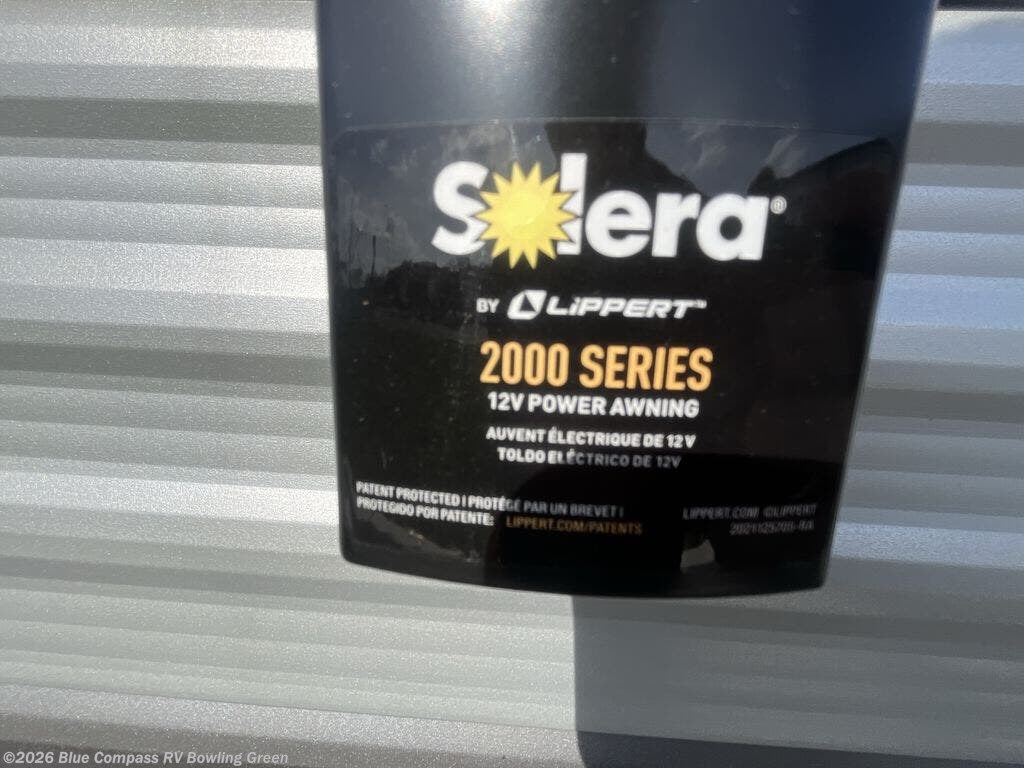 Solera®
BY LiPPERT™
2000 SERIES
12V POWER AWNING
AUVENT ÉLECTRIQUE DE 12 V
TOLDO ELÉCTRICO DE 12V
PATENT PROTECTED | PROTÉGÉ PAR UN BREVET |
PROTEGIDO POR PATENTE: LIPPERT.COM/PATENTS
LIPPERT.COM ©LIPPERT
©2026 Blue Compass RV Bowling Green